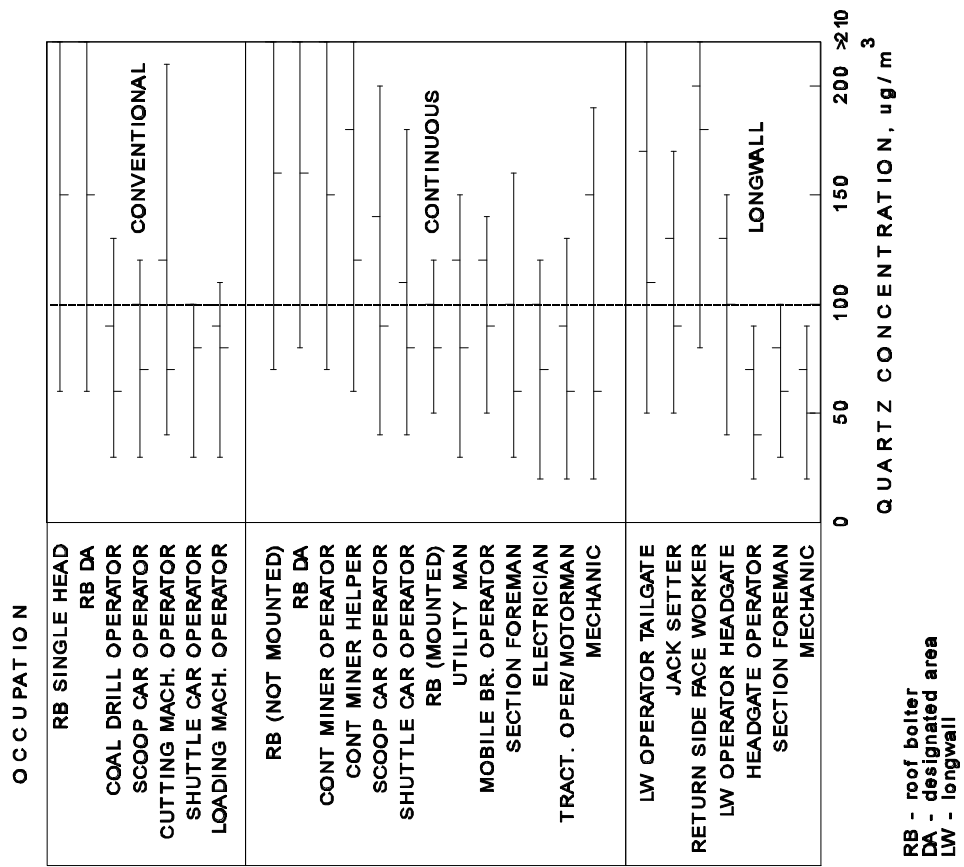 OCCUPATION
RB SINGLE HEAD
RB DA
COAL DRILL OPERATOR
SCOOP CAR OPERATOR
CUTTING MACH. OPERATOR
SHUTTLE CAR OPERATOR
LOADING MACH. OPERATOR
CONVENTIONAL
RB (NOT MOUNTED)
RB DA
CONT MINER OPERATOR
CONT MINER HELPER
SCOOP CAR OPERATOR
SHUTTLE CAR OPERATOR
RB (MOUNTED)
UTILITY MAN
MOBILE BR. OPERATOR
SECTION FOREMAN
ELECTRICIAN
TRACT. OPER/MOTORMAN
MECHANIC
CONTINUOUS
LW OPERATOR TAILGATE
JACK SETTER
RETURN SIDE FACE WORKER
LW OPERATOR HEADGATE
HEADGATE OPERATOR
SECTION FOREMAN
MECHANIC
LONGWALL
0 50 100 150 200 >210
QUARTZ CONCENTRATION, ug/m³
RB - roof bolter
DA - designated area
LW - longwall